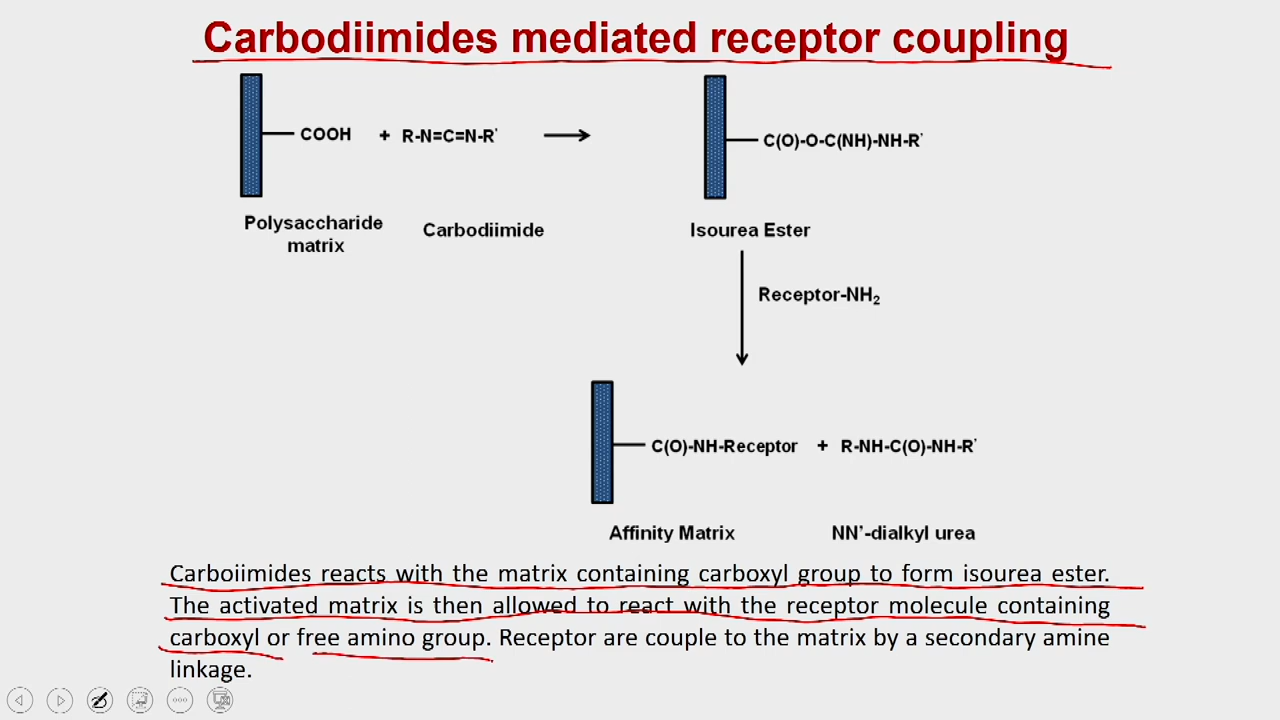 Carbodiimides mediated receptor coupling
COOH + R-N=C=N-R'
C(O)-O-C(NH)-NH-R'
Polysaccharide
matrix
Carbodiimide
Isourea Ester
Receptor-NH₂
C(O)-NH-Receptor + R-NH-C(O)-NH-R'
Affinity Matrix
NN'-dialkyl urea
Carboiimides reacts with the matrix containing carboxyl group to form isourea ester.
The activated matrix is then allowed to react with the receptor molecule containing
carboxyl or free amino group. Receptor are couple to the matrix by a secondary amine
linkage.